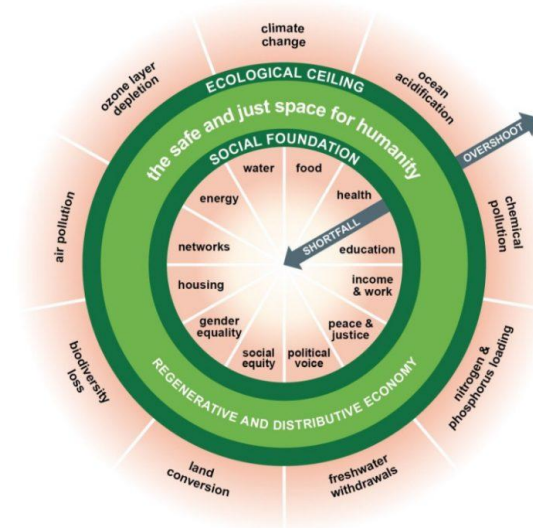 climate
change
ocean
acidification
chemical
pollution
nitrogen &
phosphorus loading
freshwater
withdrawals
land
conversion
biodiversity
loss
air pollution
ozone layer
depletion
ECOLOGICAL CEILING
the safe and just space for humanity
SOCIAL FOUNDATION
OVERSHOOT
SHORTFALL
water
food
health
education
income
& work
peace &
justice
political
voice
social
equity
gender
equality
housing
networks
energy
REGENERATIVE AND DISTRIBUTIVE ECONOMY